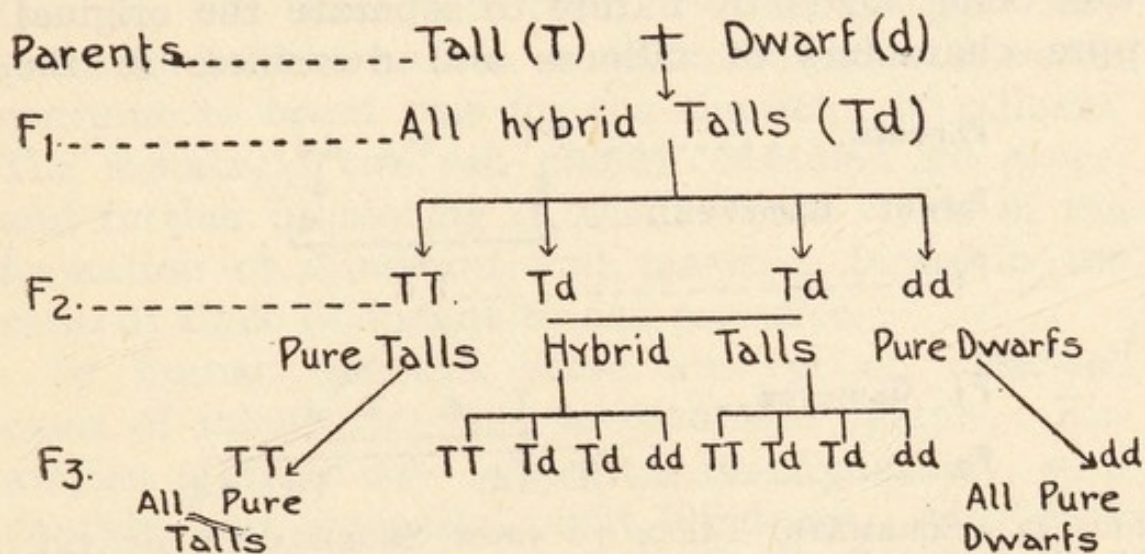 Parents.......... Tall (T) + Dwarf (d)
F1.............. All hybrid Talls (Td)
F2.------------- TT. Td Td dd
Pure Talls Hybrid Talls Pure Dwarfs
F3. TT TT Td Td dd TT Td Td dd dd
All Pure Talls All Pure Dwarfs